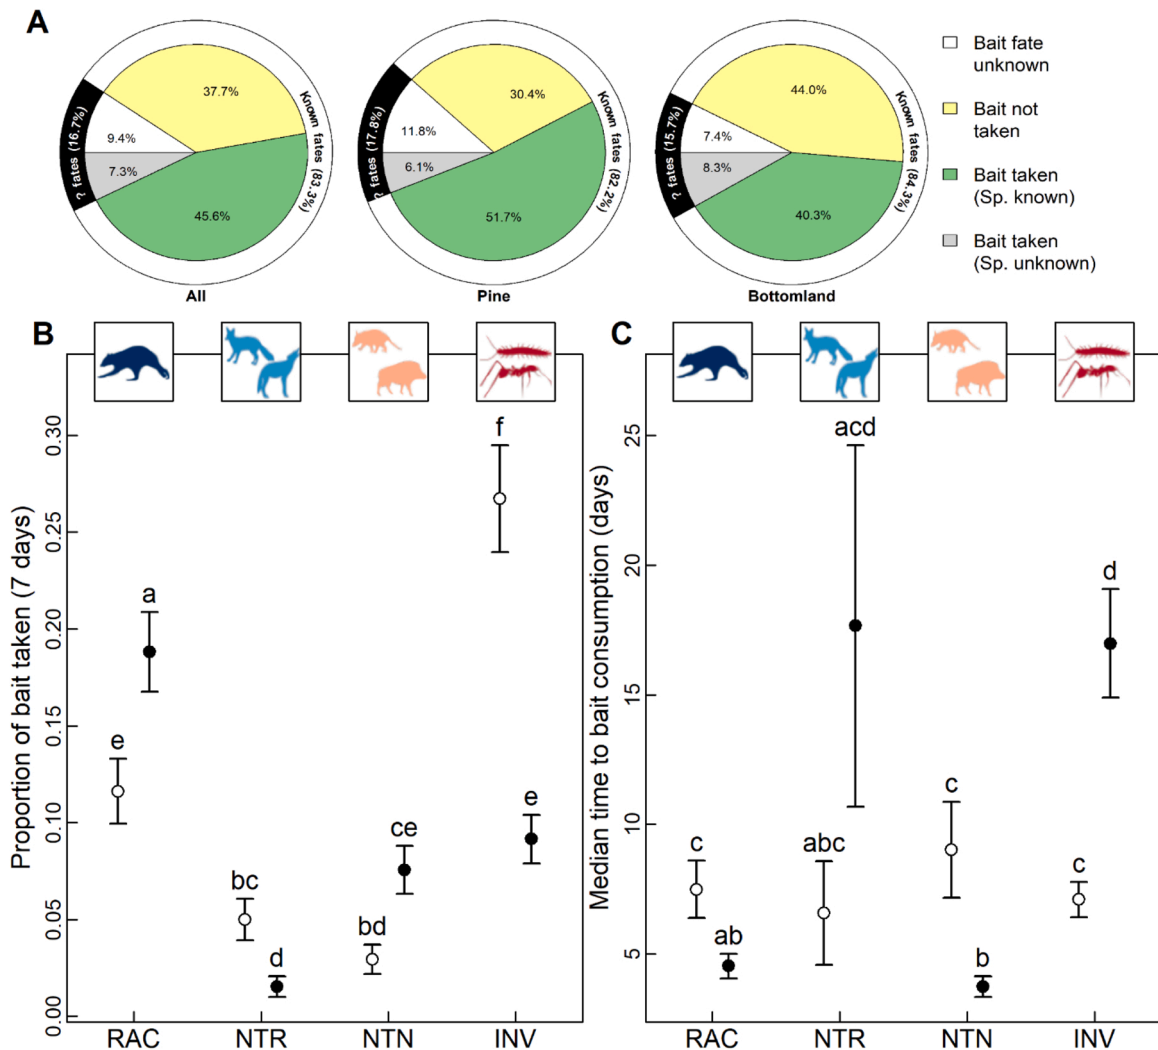 A
Bait fate
unknown
Bait not
taken
Bait taken
(Sp. known)
Bait taken
(Sp. unknown)
37.7%
9.4%
7.3%
45.6%
? fates (16.7%)
Known fates (83.3%)
All
30.4%
11.8%
6.1%
51.7%
? fates (17.8%)
Known fates (82.2%)
Pine
44.0%
7.4%
8.3%
40.3%
? fates (15.7%)
Known fates (84.3%)
Bottomland
B
Proportion of bait taken (7 days)
0.30
0.25
0.20
0.15
0.10
0.05
0.00
e
a
bc
d
bd
ce
f
e
RAC
NTR
NTN
INV
C
Median time to bait consumption (days)
25
20
15
10
5
c
ab
abc
acd
c
b
c
d
RAC
NTR
NTN
INV